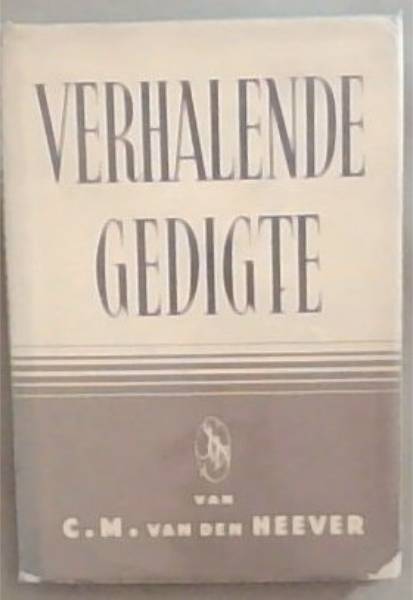 VERHALENDE
GEDIGTE
VAN
C.M. VAN DEN HEEVER